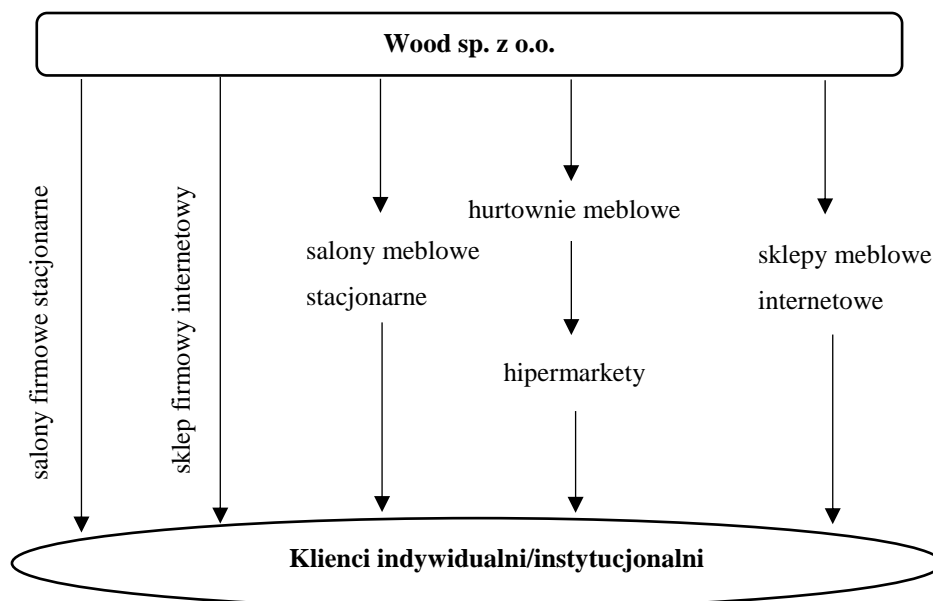 Wood sp. z o.o.
salony firmowe stacjonarne
sklep firmowy internetowy
salony meblowe
stacjonarne
hurtownie meblowe
hipermarkety
sklepy meblowe
internetowe
Klienci indywidualni/instytucjonalni